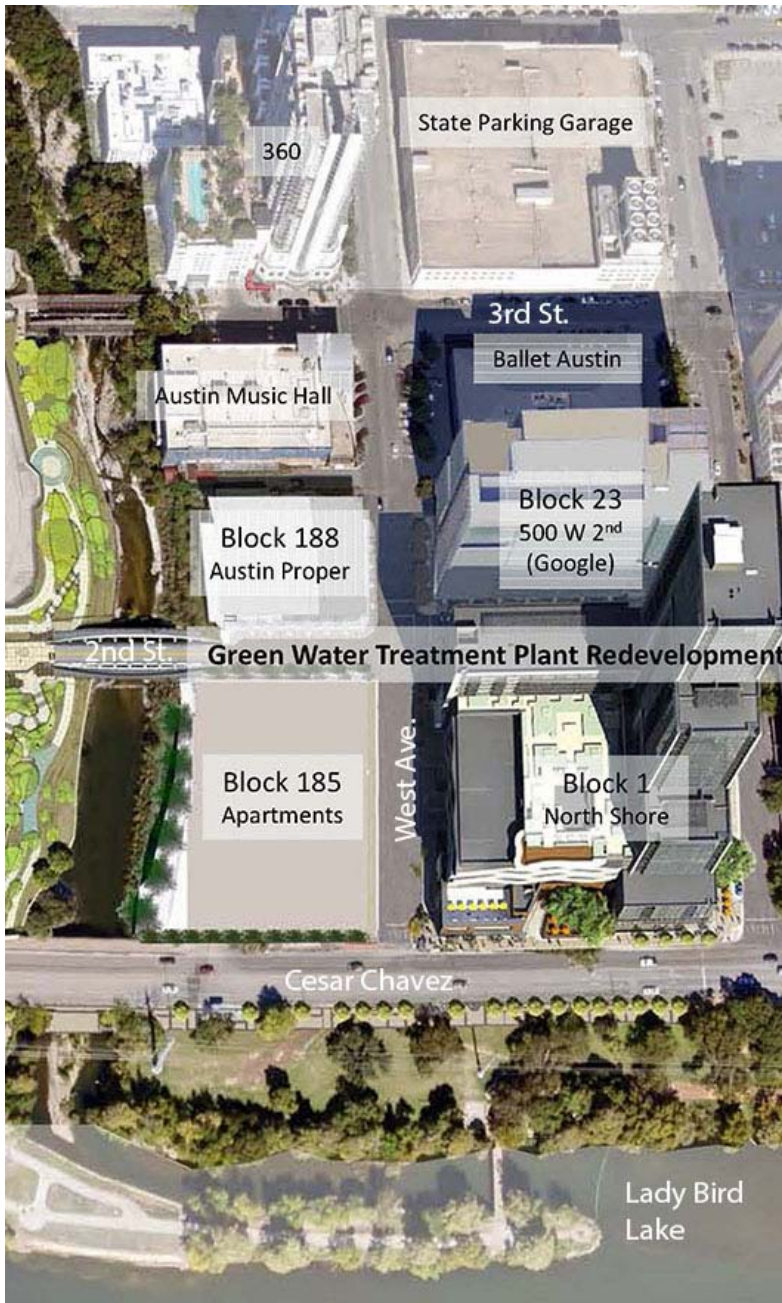 State Parking Garage
360
3rd St.
Ballet Austin
Austin Music Hall
Block 23
500 W 2nd
(Google)
Block 188
Austin Proper
2nd St.
Green Water Treatment Plant Redevelopment
Block 185
Apartments
West Ave.
Block 1
North Shore
Cesar Chavez
Lady Bird
Lake